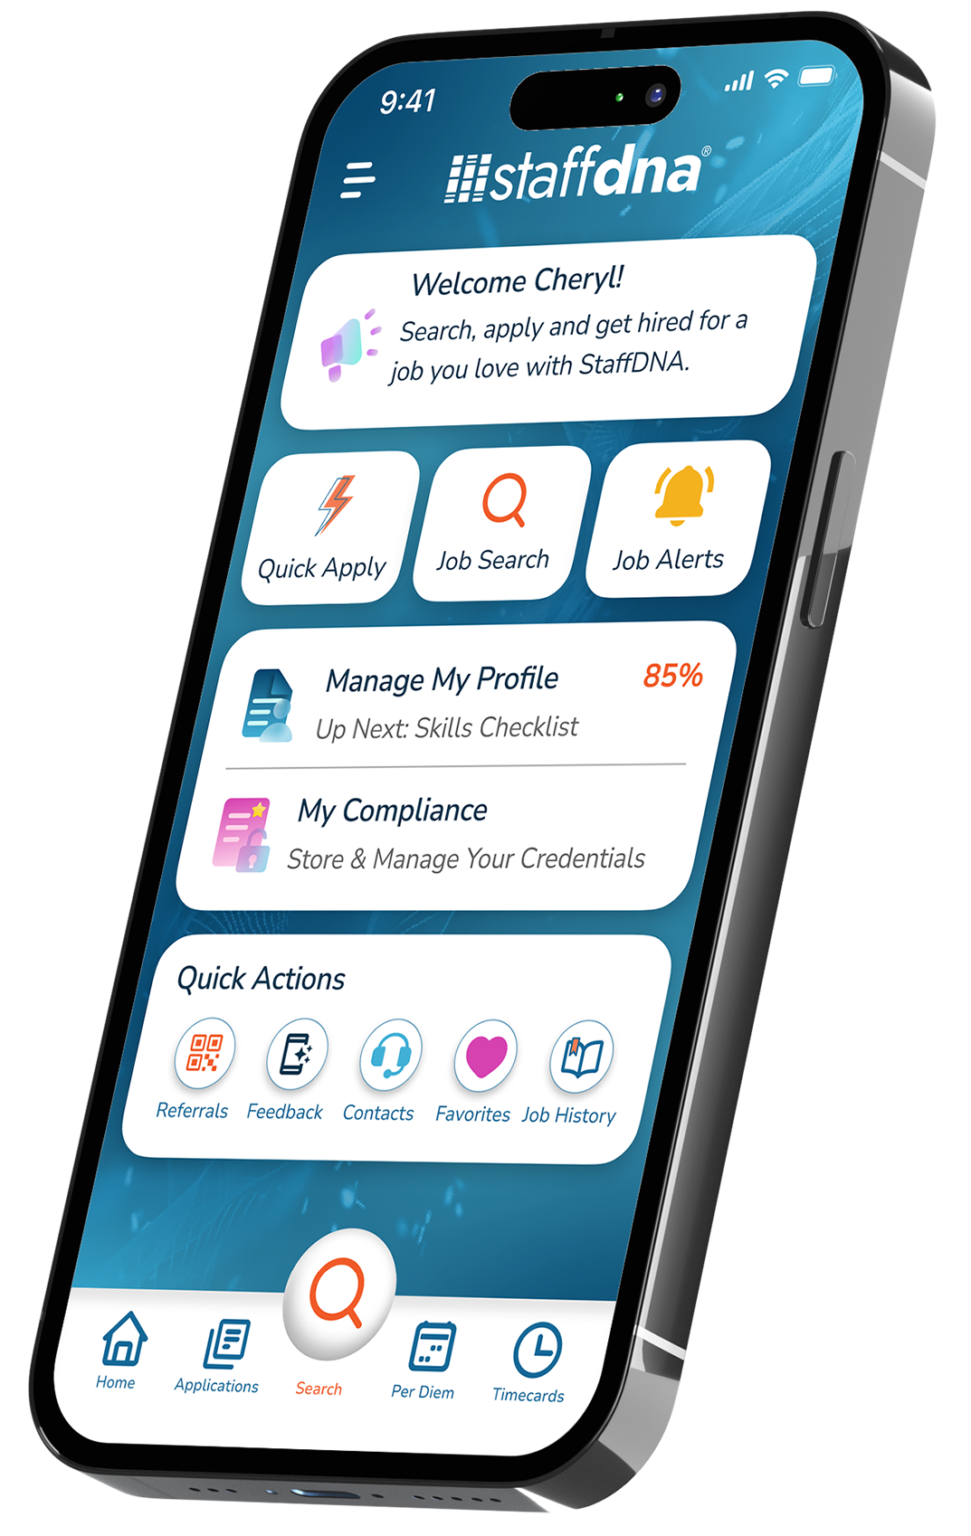 9:41
staffdna®
Welcome Cheryl!
Search, apply and get hired for a
job you love with StaffDNA.
Quick Apply
Job Search
Job Alerts
Manage My Profile
85%
Up Next: Skills Checklist
My Compliance
Store & Manage Your Credentials
Quick Actions
Referrals
Feedback
Contacts
Favorites
Job History
Home
Applications
Search
Per Diem
Timecards